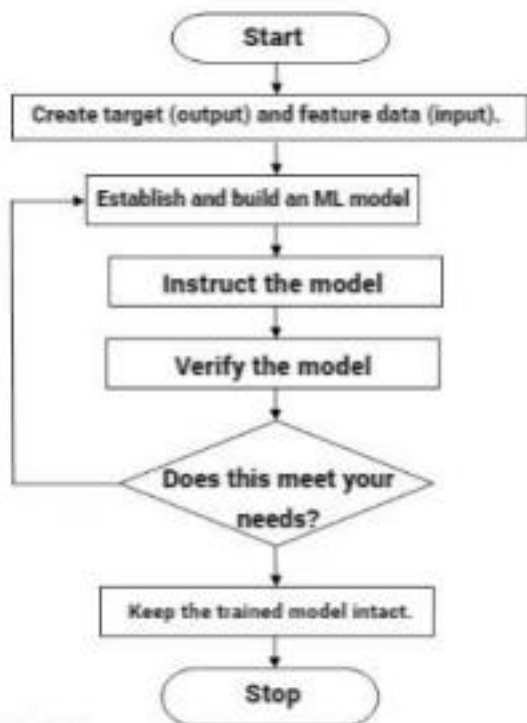 Start
Create target (output) and feature data (input).
Establish and build an ML model
Instruct the model
Verify the model
Does this meet your
needs?
Keep the trained model intact.
Stop